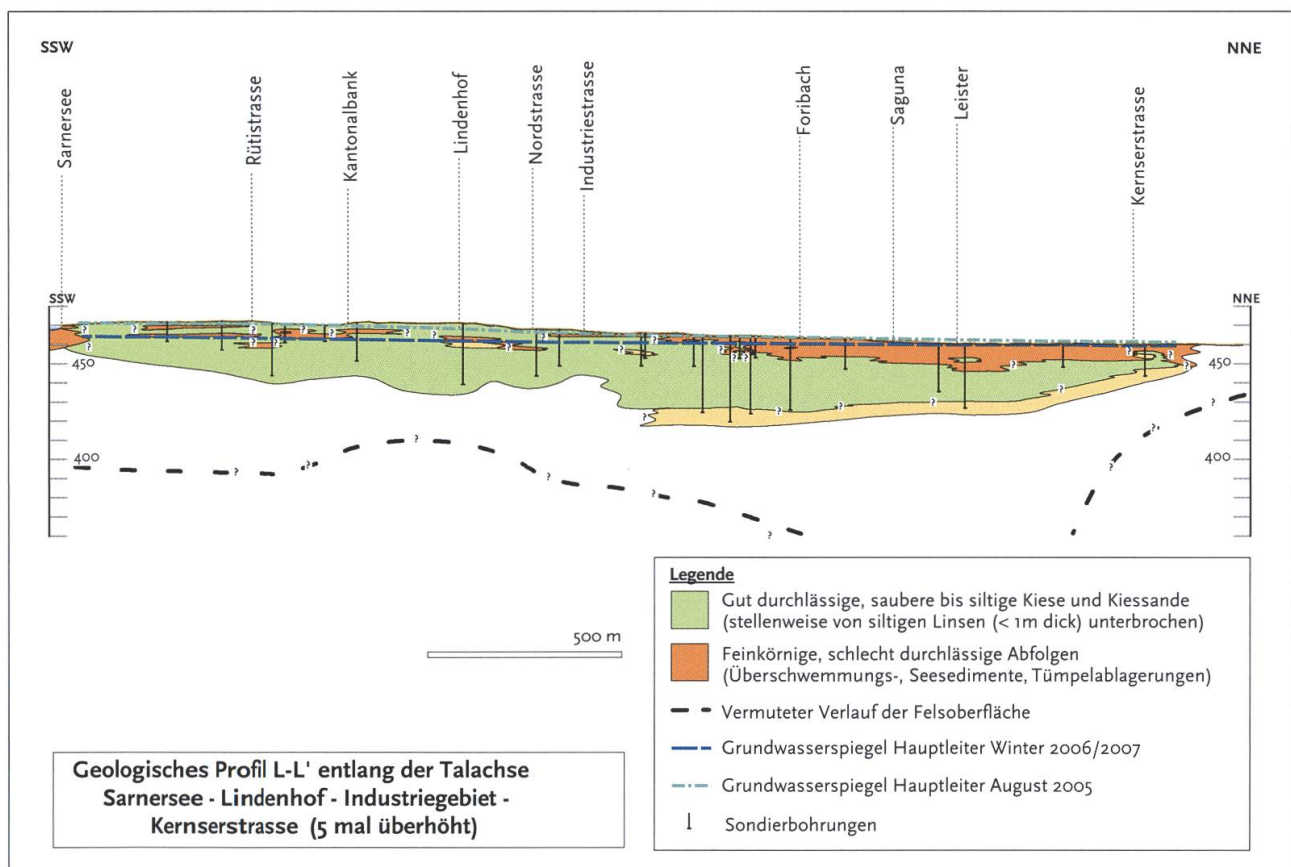 SSW
NNE
Sarnersee
Rütistrasse
Kantonalbank
Lindenhof
Nordstrasse
Industriestrasse
Foribach
Saguna
Leister
Kernserstrasse
SSW
NNE
450
450
400
400
500 m
Legende
Gut durchlässige, saubere bis siltige Kiese und Kiessande
(stellenweise von siltigen Linsen (< 1m dick) unterbrochen)
Feinkörnige, schlecht durchlässige Abfolgen
(Überschwemmungs-, Seesedimente, Tümpelablagerungen)
Vermuteter Verlauf der Felsoberfläche
Grundwasserspiegel Hauptleiter Winter 2006/2007
Grundwasserspiegel Hauptleiter August 2005
Sondierbohrungen
Geologisches Profil L-L' entlang der Talachse
Sarnersee - Lindenhof - Industriegebiet -
Kernserstrasse (5 mal überhöht)